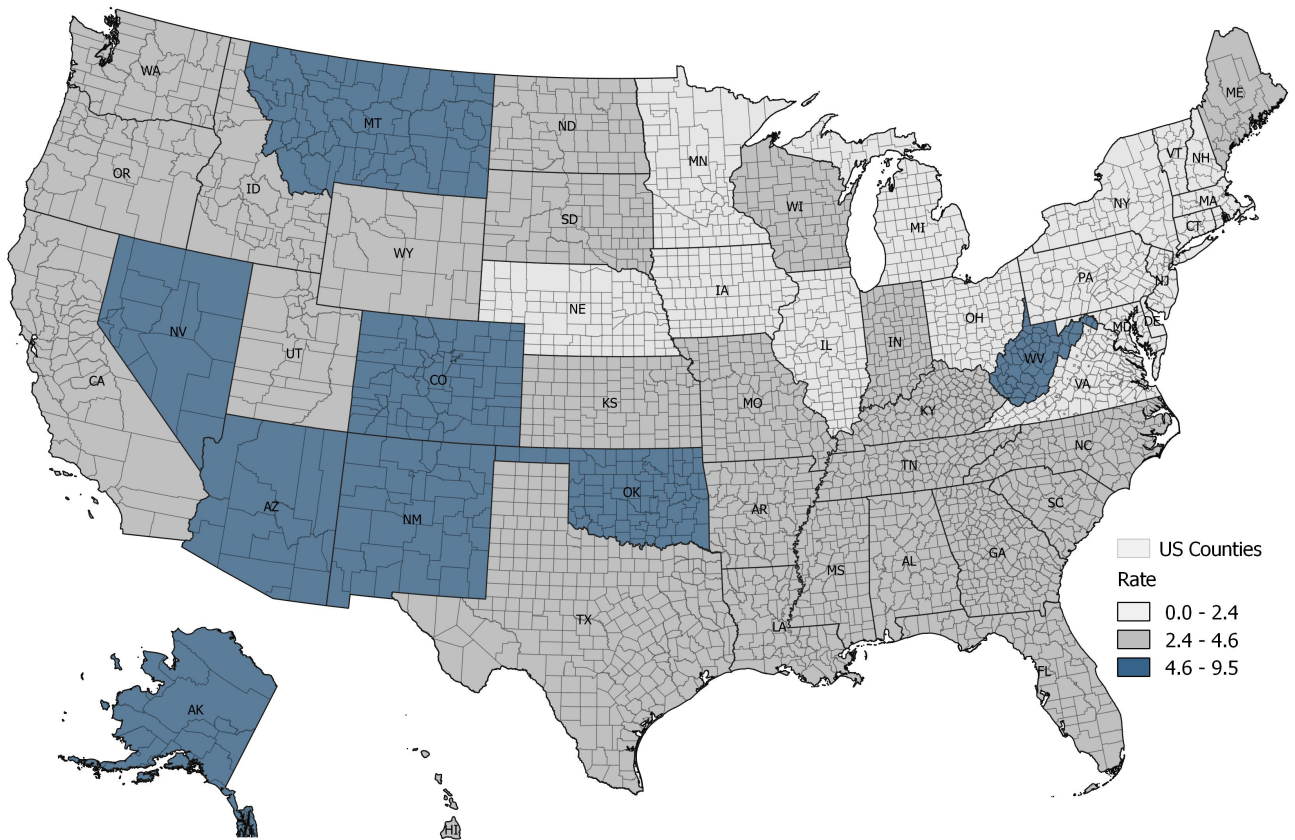 WA
MT
ND
MN
ME
OR
ID
SD
WI
MI
NY
VT
NH
MA
CT
WY
NE
IA
PA
NJ
NV
UT
CO
KS
MO
IL
IN
OH
MD
DE
WV
VA
CA
KY
AZ
NM
OK
AR
TN
NC
SC
TX
LA
MS
AL
GA
FL
AK
HI
US Counties
Rate
0.0 - 2.4
2.4 - 4.6
4.6 - 9.5